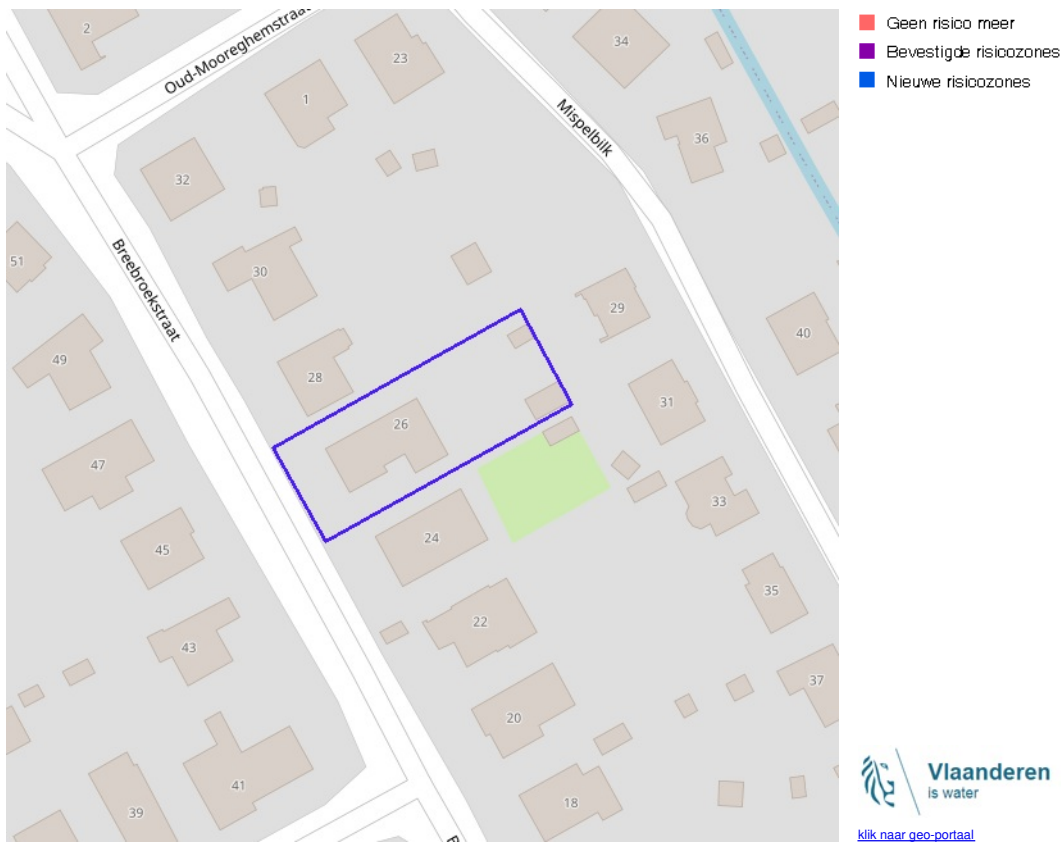 Geen risico meer
Bevestigde risicozones
Nieuwe risicozones
2
Oud-Mooreghemstraat
23
34
1
Mispelbilk
36
32
51
Breebroekstraat
30
29
40
49
28
31
26
47
24
33
45
35
22
43
37
20
41
18
39
B
Vlaanderen
is water
klik naar geo-portaal